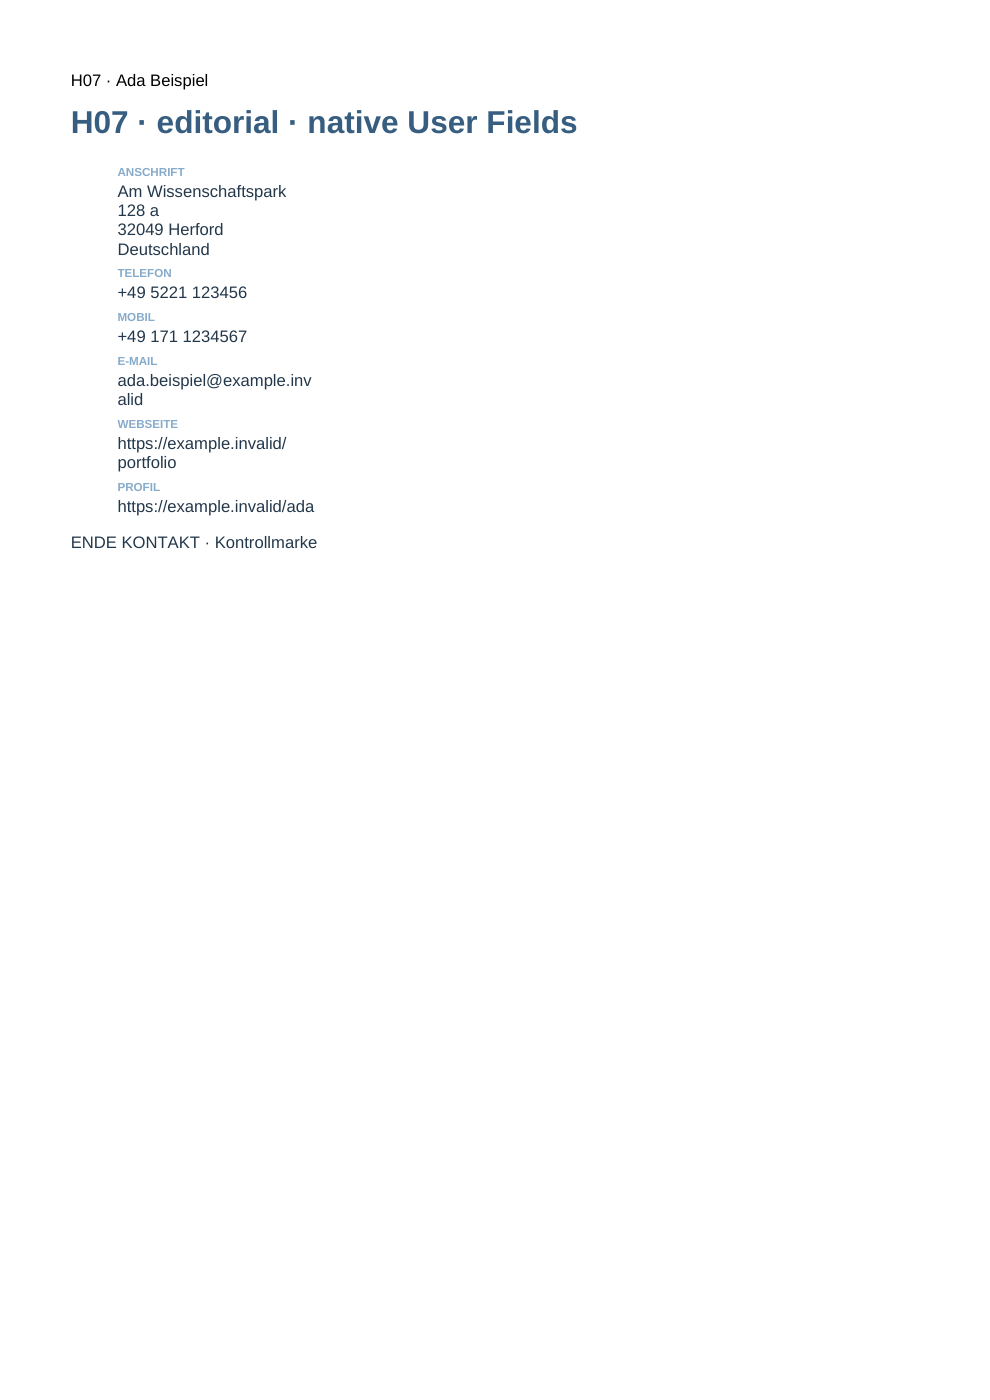 H07 · Ada Beispiel
H07 · editorial · native User Fields
ANSCHRIFT
Am Wissenschaftspark
128 a
32049 Herford
Deutschland
TELEFON
+49 5221 123456
MOBIL
+49 171 1234567
E-MAIL
ada.beispiel@example.inv
alid
WEBSEITE
https://example.invalid/
portfolio
PROFIL
https://example.invalid/ada
ENDE KONTAKT · Kontrollmarke